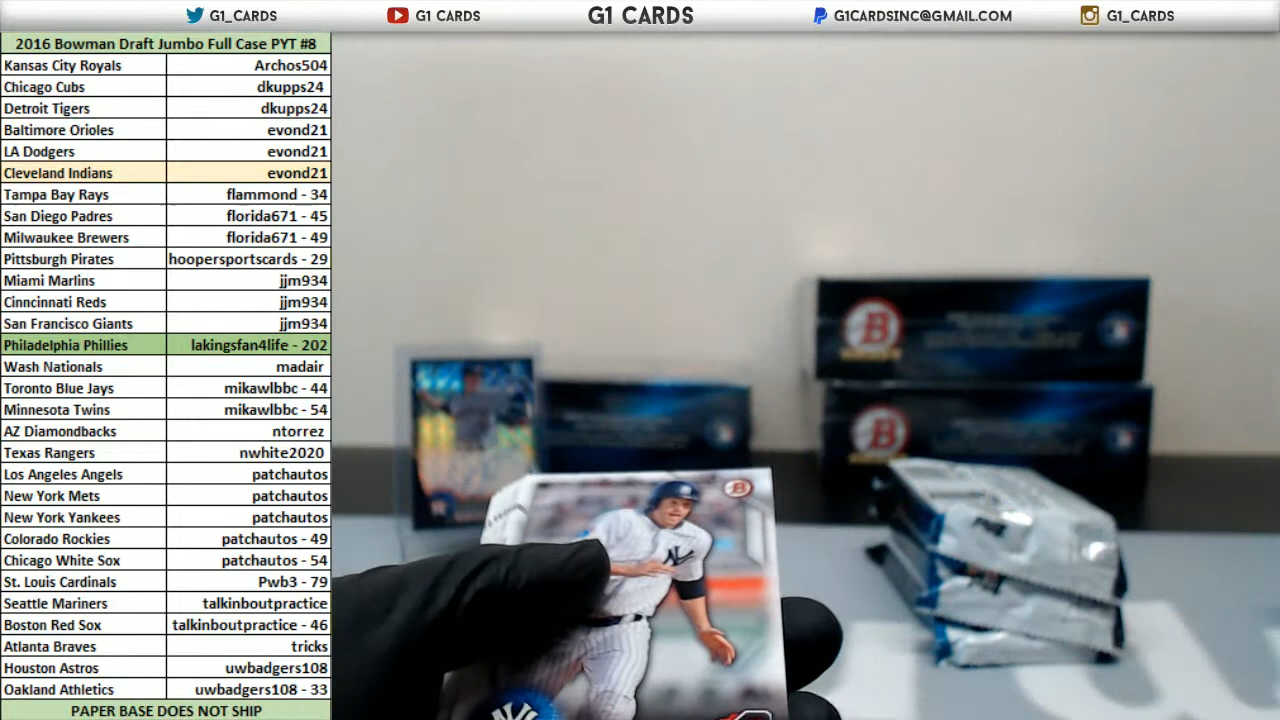 G1_CARDS G1 CARDS G1 CARDS G1CARDSINC@GMAIL.COM G1_CARDS
2016 Bowman Draft Jumbo Full Case PYT #8
Kansas City Royals Archos504
Chicago Cubs dkupps24
Detroit Tigers dkupps24
Baltimore Orioles evond21
LA Dodgers evond21
Cleveland Indians evond21
Tampa Bay Rays flammond - 34
San Diego Padres florida671 - 45
Milwaukee Brewers florida671 - 49
Pittsburgh Pirates hoopersportscards - 29
Miami Marlins jjm934
Cinncinnati Reds jjm934
San Francisco Giants jjm934
Philadelphia Phillies lakingsfan4life - 202
Wash Nationals madair
Toronto Blue Jays mikawlbbc - 44
Minnesota Twins mikawlbbc - 54
AZ Diamondbacks ntorrez
Texas Rangers nwhite2020
Los Angeles Angels patchautos
New York Mets patchautos
New York Yankees patchautos
Colorado Rockies patchautos - 49
Chicago White Sox patchautos - 54
St. Louis Cardinals Pwb3 - 79
Seattle Mariners talkinboutpractice
Boston Red Sox talkinboutpractice - 46
Atlanta Braves tricks
Houston Astros uwbadgers108
Oakland Athletics uwbadgers108 - 33
PAPER BASE DOES NOT SHIP